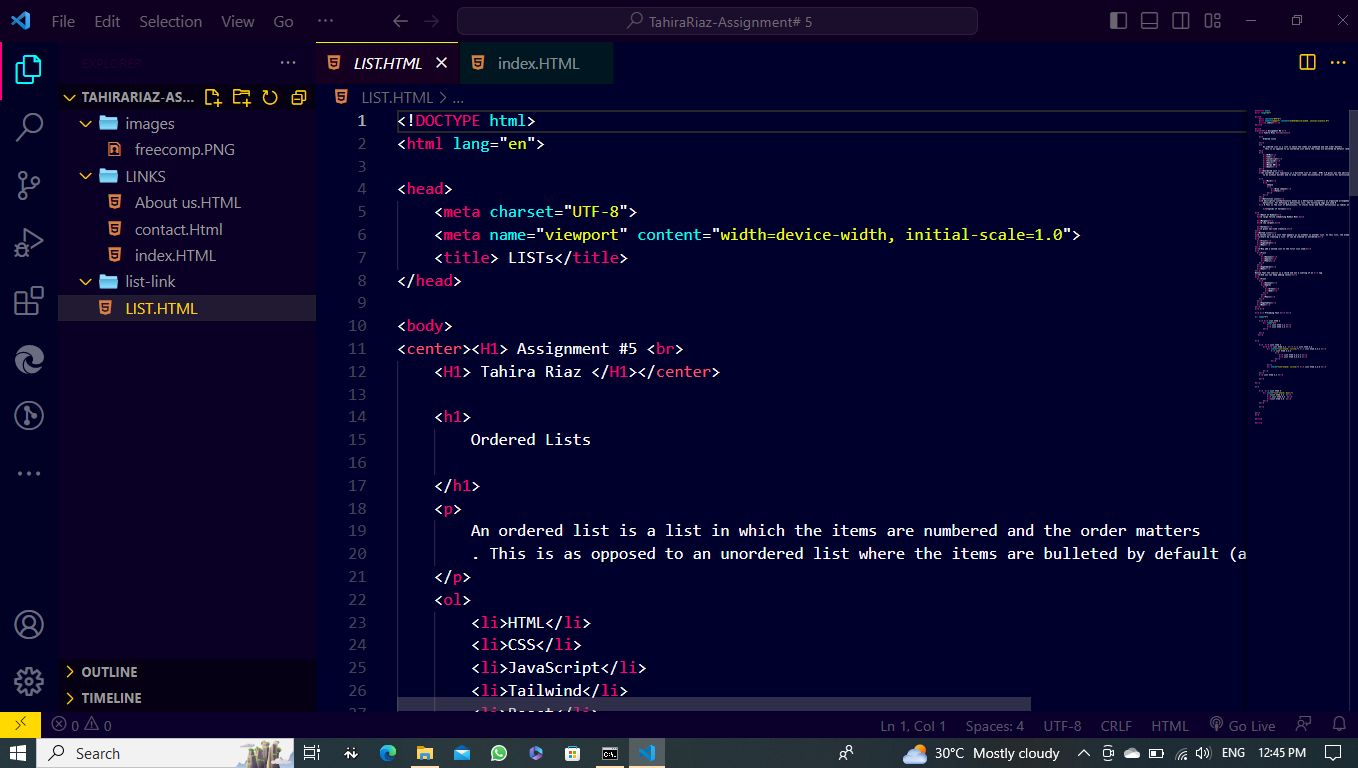 File Edit Selection View Go ···
TahiraRiaz-Assignment# 5
EXPLORER
TAHIRARIAZ-AS...
images
freecomp.PNG
LINKS
About us.HTML
contact.Html
index.HTML
list-link
LIST.HTML
OUTLINE
TIMELINE
LIST.HTML index.HTML
LIST.HTML > ...
1 <!DOCTYPE html>
2 <html lang="en">
3
4 <head>
5     <meta charset="UTF-8">
6     <meta name="viewport" content="width=device-width, initial-scale=1.0">
7     <title> LISTs</title>
8 </head>
9
10 <body>
11 <center><H1> Assignment #5 <br>
12     <H1> Tahira Riaz </H1></center>
13
14     <h1>
15         Ordered Lists
16
17     </h1>
18     <p>
19         An ordered list is a list in which the items are numbered and the order matters
20         . This is as opposed to an unordered list where the items are bulleted by default (a
21     </p>
22     <ol>
23         <li>HTML</li>
24         <li>CSS</li>
25         <li>JavaScript</li>
26         <li>Tailwind</li>
27         <li>React</li>
0 0 Ln 1, Col 1 Spaces: 4 UTF-8 CRLF HTML Go Live
Search 30°C Mostly cloudy ENG 12:45 PM